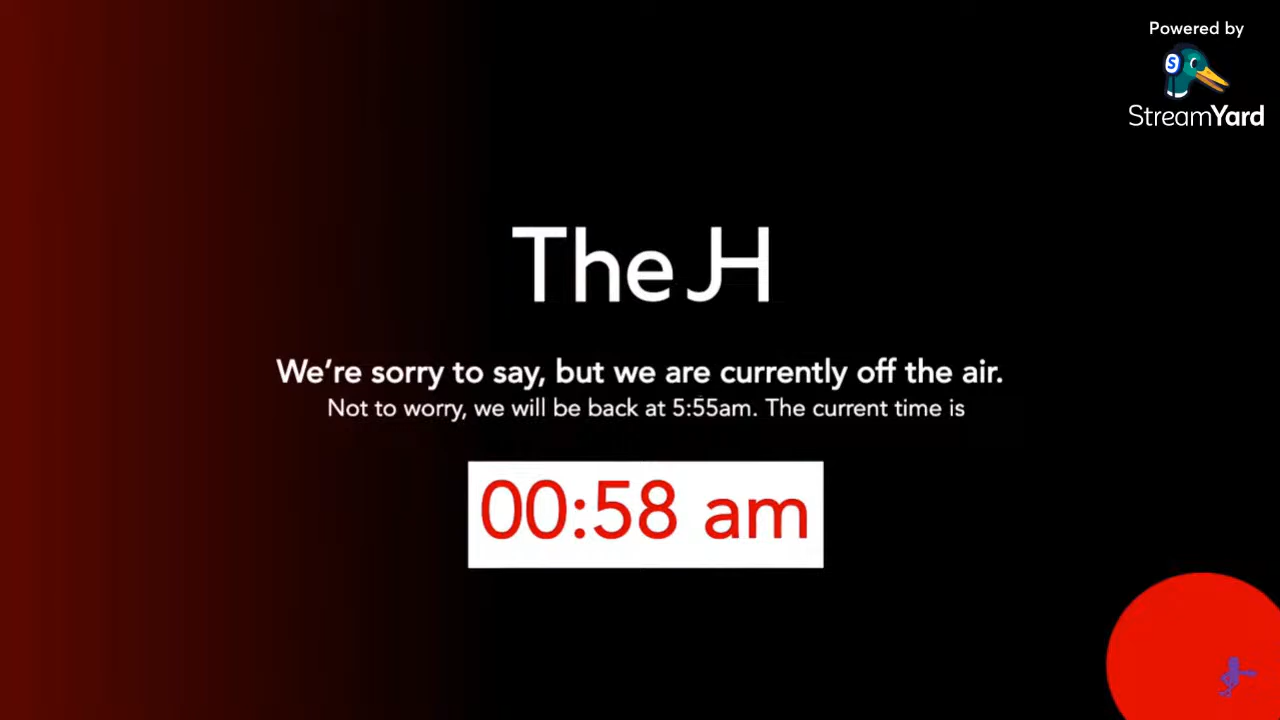 Powered by
StreamYard
The JH
We're sorry to say, but we are currently off the air.
Not to worry, we will be back at 5:55am. The current time is
00:58 am